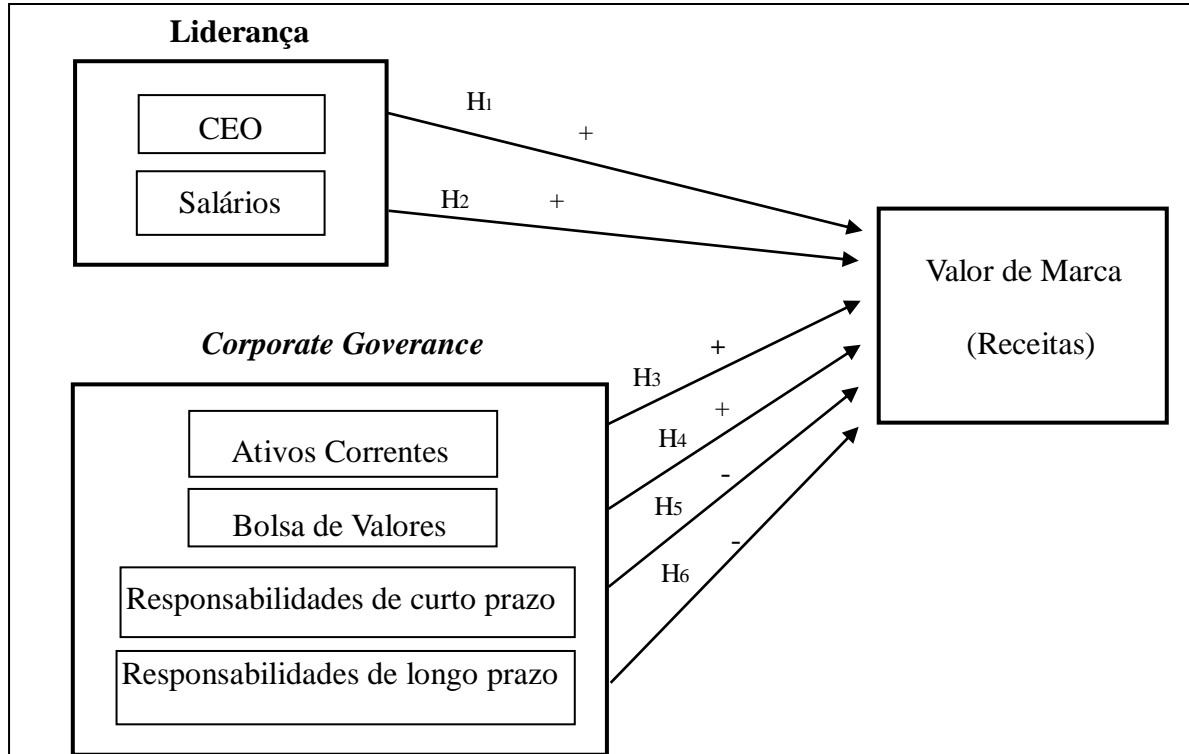 Liderança
CEO
Salários
H1
+
H2
+
Valor de Marca
(Receitas)
Corporate Goverance
Ativos Correntes
Bolsa de Valores
Responsabilidades de curto prazo
Responsabilidades de longo prazo
H3
+
H4
+
H5
-
H6
-